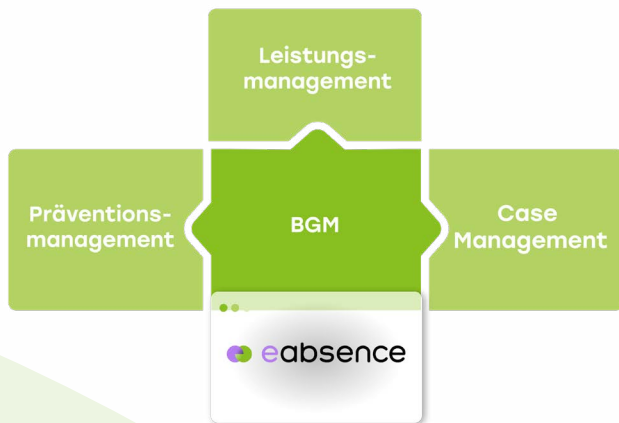 Leistungs-
management
Präventions-
management
BGM
Case
Management
eabsence